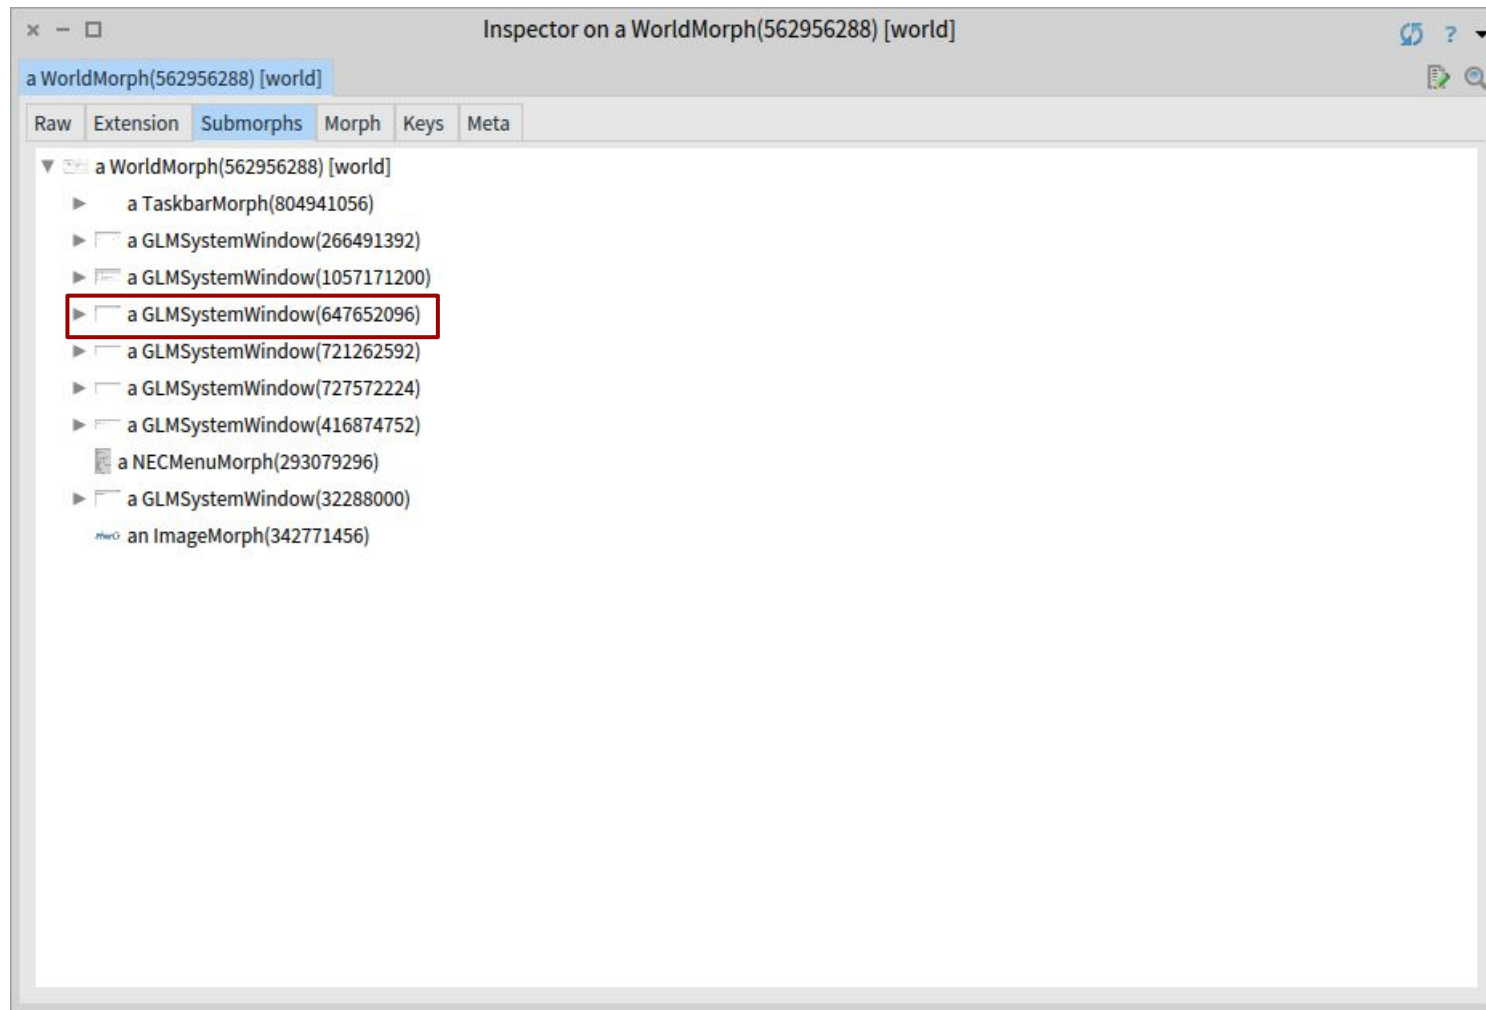 Inspector on a WorldMorph(562956288) [world]
?
a WorldMorph(562956288) [world]
Raw Extension Submorphs Morph Keys Meta
a WorldMorph(562956288) [world]
a TaskbarMorph(804941056)
a GLMSystemWindow(266491392)
a GLMSystemWindow(1057171200)
a GLMSystemWindow(647652096)
a GLMSystemWindow(721262592)
a GLMSystemWindow(727572224)
a GLMSystemWindow(416874752)
a NECMenuMorph(293079296)
a GLMSystemWindow(32288000)
an ImageMorph(342771456)